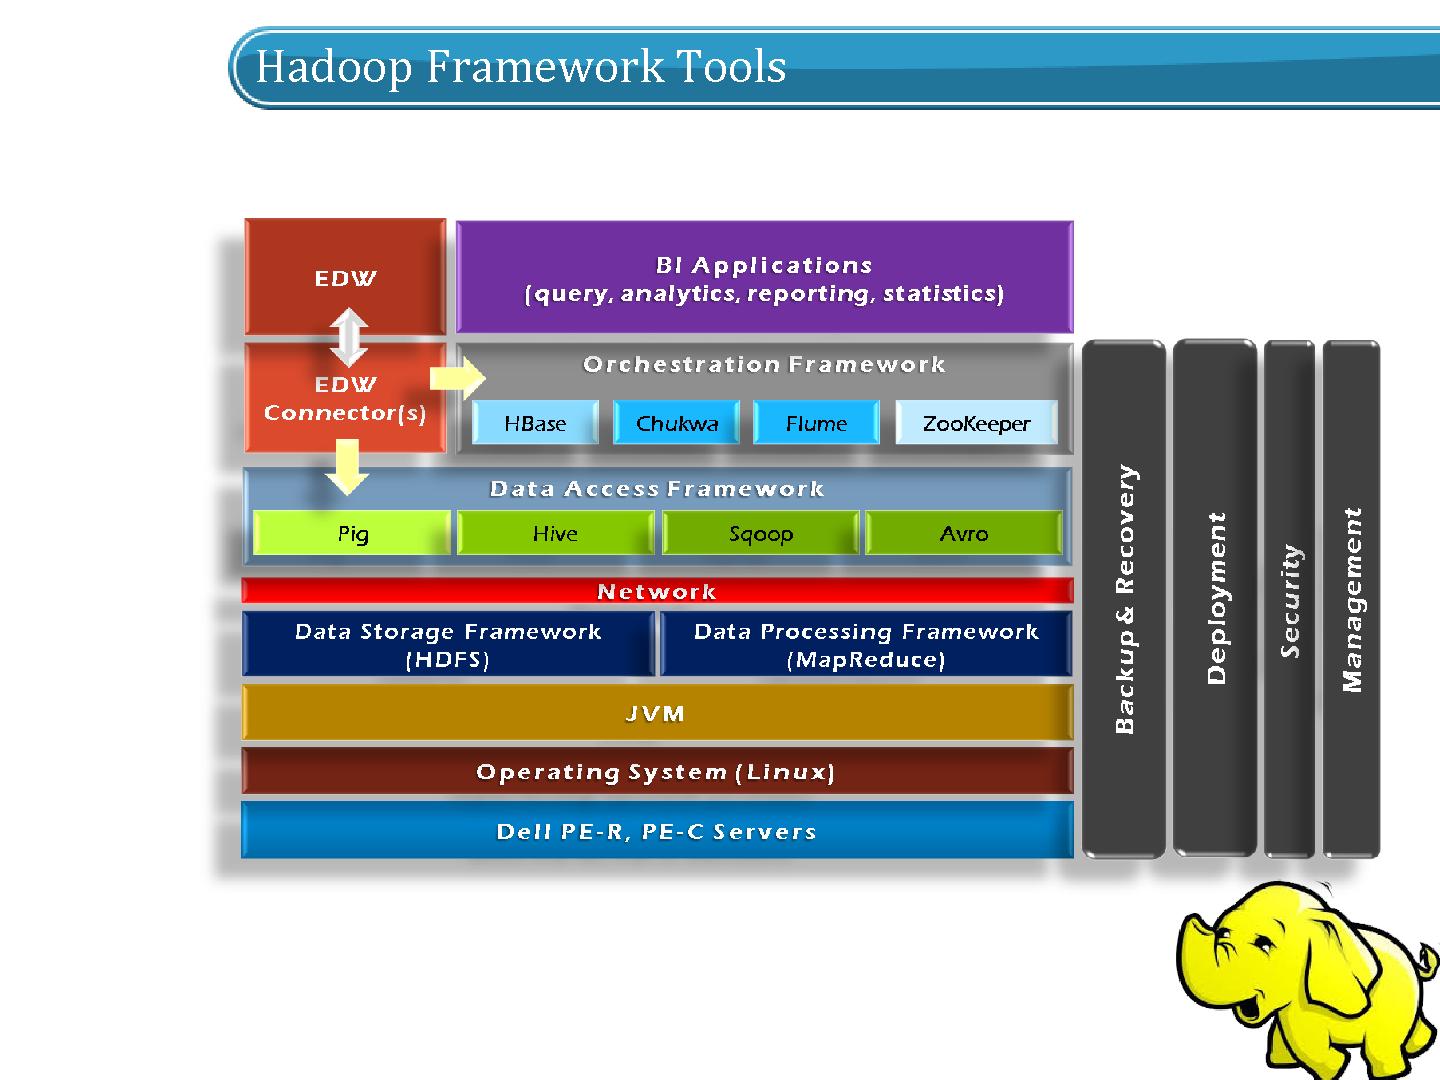 Hadoop Framework Tools
EDW
BI Applications
(query, analytics, reporting, statistics)
EDW
Connector(s)
Orchestration Framework
HBase
Chukwa
Flume
ZooKeeper
Data Access Framework
Pig
Hive
Sqoop
Avro
Network
Data Storage Framework
(HDFS)
Data Processing Framework
(MapReduce)
JVM
Operating System (Linux)
Dell PE-R, PE-C Servers
Backup & Recovery
Deployment
Security
Management